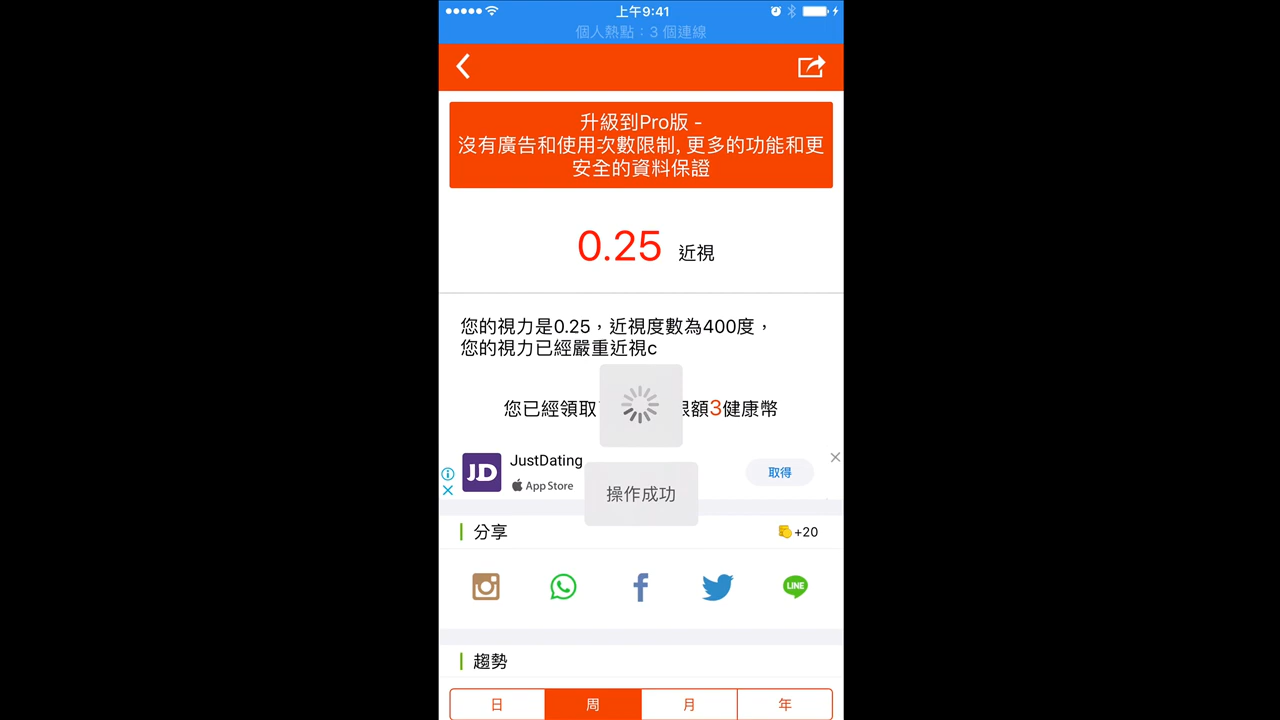 上午9:41
個人熱點：3 個連線
升級到Pro版 -
沒有廣告和使用次數限制, 更多的功能和更
安全的資料保證
0.25 近視
您的視力是0.25，近視度數為400度，
您的視力已經嚴重近視c
您已經領取 限額3健康幣
JD JustDating
App Store
取得
操作成功
分享 +20
LINE
趨勢
日 周 月 年